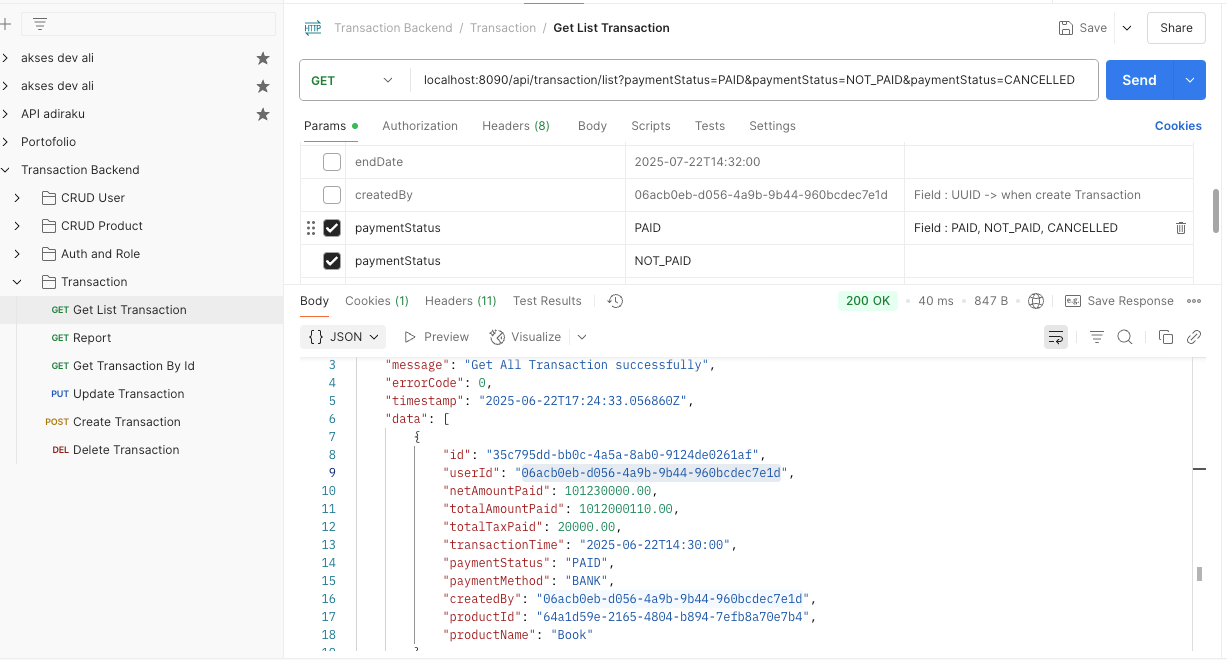 akses dev ali
akses dev ali
API adiraku
Portofolio
Transaction Backend
CRUD User
CRUD Product
Auth and Role
Transaction
GET Get List Transaction
GET Report
GET Get Transaction By Id
PUT Update Transaction
POST Create Transaction
DEL Delete Transaction
HTTP Transaction Backend / Transaction / Get List Transaction
Save
Share
GET localhost:8090/api/transaction/list?paymentStatus=PAID&paymentStatus=NOT_PAID&paymentStatus=CANCELLED
Send
Params Authorization Headers (8) Body Scripts Tests Settings Cookies
endDate 2025-07-22T14:32:00
createdBy 06acb0eb-d056-4a9b-9b44-960bcdec7e1d Field : UUID -> when create Transaction
paymentStatus PAID Field : PAID, NOT_PAID, CANCELLED
paymentStatus NOT_PAID
Body Cookies (1) Headers (11) Test Results 200 OK • 40 ms • 847 B • e.g. Save Response
{} JSON Preview Visualize
3 "message": "Get All Transaction successfully",
4 "errorCode": 0,
5 "timestamp": "2025-06-22T17:24:33.056860Z",
6 "data": [
7 {
8 "id": "35c795dd-bb0c-4a5a-8ab0-9124de0261af",
9 "userId": "06acb0eb-d056-4a9b-9b44-960bcdec7e1d",
10 "netAmountPaid": 101230000.00,
11 "totalAmountPaid": 1012000110.00,
12 "totalTaxPaid": 20000.00,
13 "transactionTime": "2025-06-22T14:30:00",
14 "paymentStatus": "PAID",
15 "paymentMethod": "BANK",
16 "createdBy": "06acb0eb-d056-4a9b-9b44-960bcdec7e1d",
17 "productId": "64a1d59e-2165-4804-b894-7efb8a70e7b4",
18 "productName": "Book"